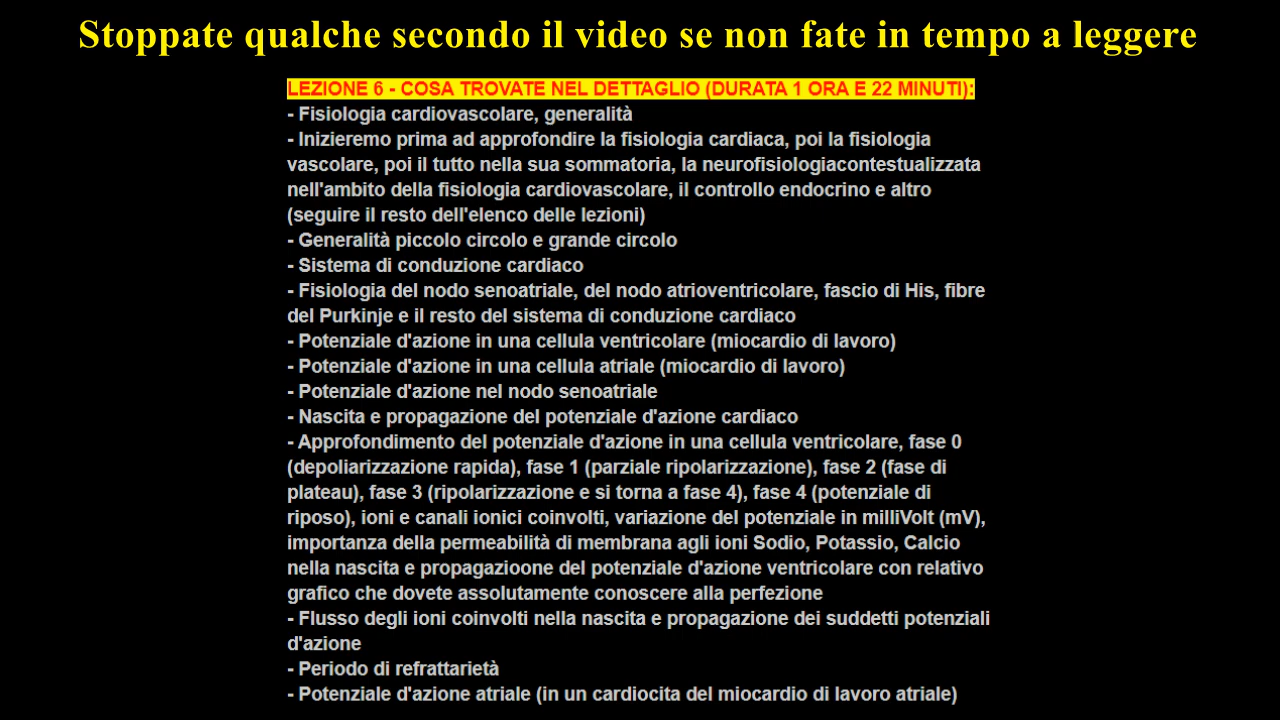 Stoppate qualche secondo il video se non fate in tempo a leggere
LEZIONE 6 - COSA TROVATE NEL DETTAGLIO (DURATA 1 ORA E 22 MINUTI):
- Fisiologia cardiovascolare, generalità
- Inizieremo prima ad approfondire la fisiologia cardiaca, poi la fisiologia
vascolare, poi il tutto nella sua sommatoria, la neurofisiologiacontestualizzata
nell'ambito della fisiologia cardiovascolare, il controllo endocrino e altro
(seguire il resto dell'elenco delle lezioni)
- Generalità piccolo circolo e grande circolo
- Sistema di conduzione cardiaco
- Fisiologia del nodo senoatriale, del nodo atrioventricolare, fascio di His, fibre
del Purkinje e il resto del sistema di conduzione cardiaco
- Potenziale d'azione in una cellula ventricolare (miocardio di lavoro)
- Potenziale d'azione in una cellula atriale (miocardio di lavoro)
- Potenziale d'azione nel nodo senoatriale
- Nascita e propagazione del potenziale d'azione cardiaco
- Approfondimento del potenziale d'azione in una cellula ventricolare, fase 0
(depoliarizzazione rapida), fase 1 (parziale ripolarizzazione), fase 2 (fase di
plateau), fase 3 (ripolarizzazione e si torna a fase 4), fase 4 (potenziale di
riposo), ioni e canali ionici coinvolti, variazione del potenziale in milliVolt (mV),
importanza della permeabilità di membrana agli ioni Sodio, Potassio, Calcio
nella nascita e propagazioone del potenziale d'azione ventricolare con relativo
grafico che dovete assolutamente conoscere alla perfezione
- Flusso degli ioni coinvolti nella nascita e propagazione dei suddetti potenziali
d'azione
- Periodo di refrattarietà
- Potenziale d'azione atriale (in un cardiocita del miocardio di lavoro atriale)